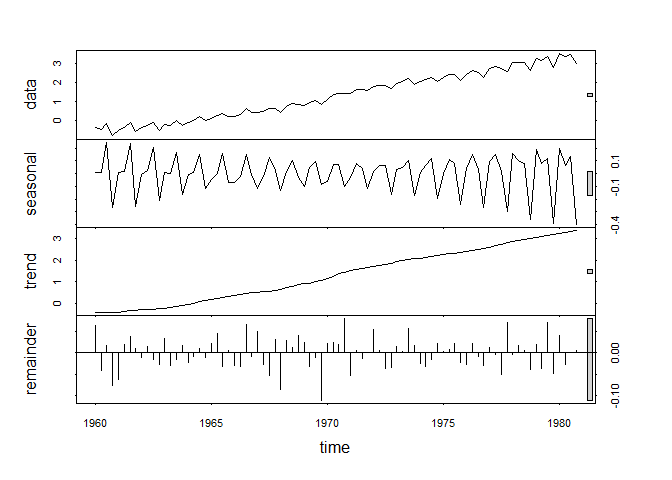 data
0 1 2 3
seasonal
-0.4 -0.1 0.1
trend
0 1 2 3
remainder
-0.10 0.00
1960 1965 1970 1975 1980
time